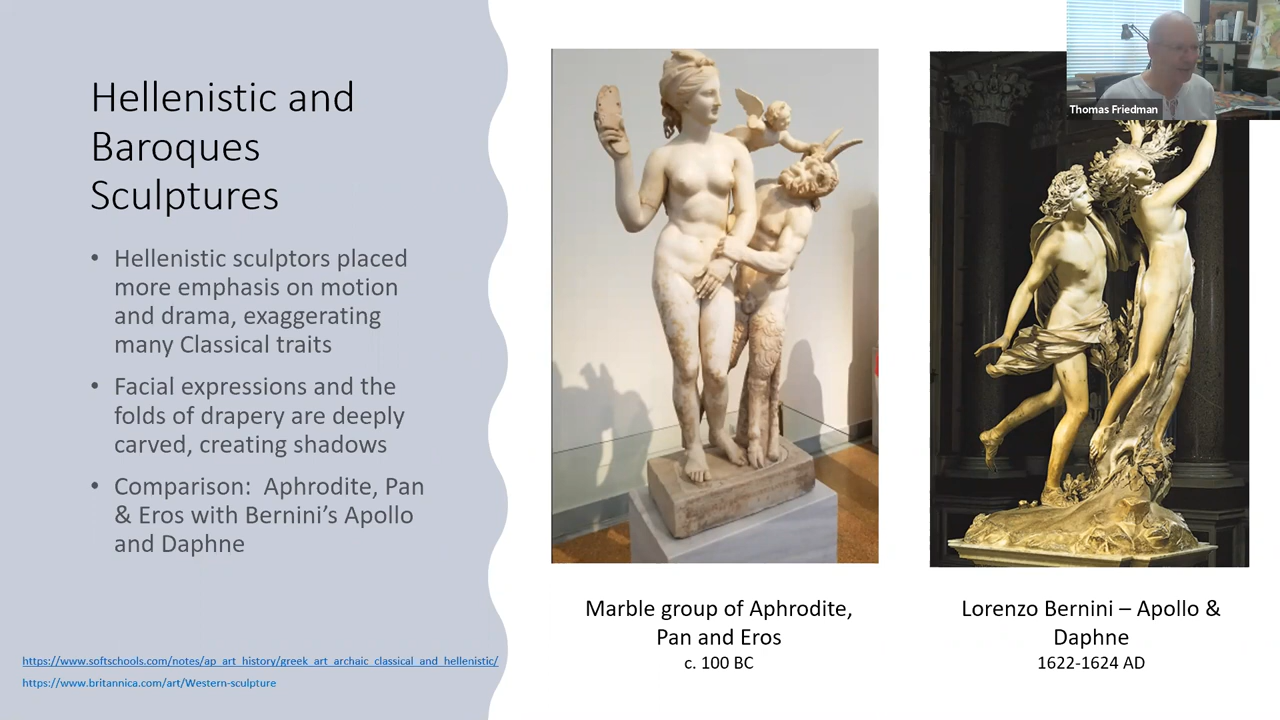 Hellenistic and
Baroques
Sculptures
• Hellenistic sculptors placed
more emphasis on motion
and drama, exaggerating
many Classical traits
• Facial expressions and the
folds of drapery are deeply
carved, creating shadows
• Comparison:  Aphrodite, Pan
& Eros with Bernini’s Apollo
and Daphne
https://www.softschools.com/notes/ap_art_history/greek_art_archaic_classical_and_hellenistic/
https://www.britannica.com/art/Western-sculpture
Marble group of Aphrodite,
Pan and Eros
c. 100 BC
Thomas Friedman
Lorenzo Bernini – Apollo &
Daphne
1622-1624 AD